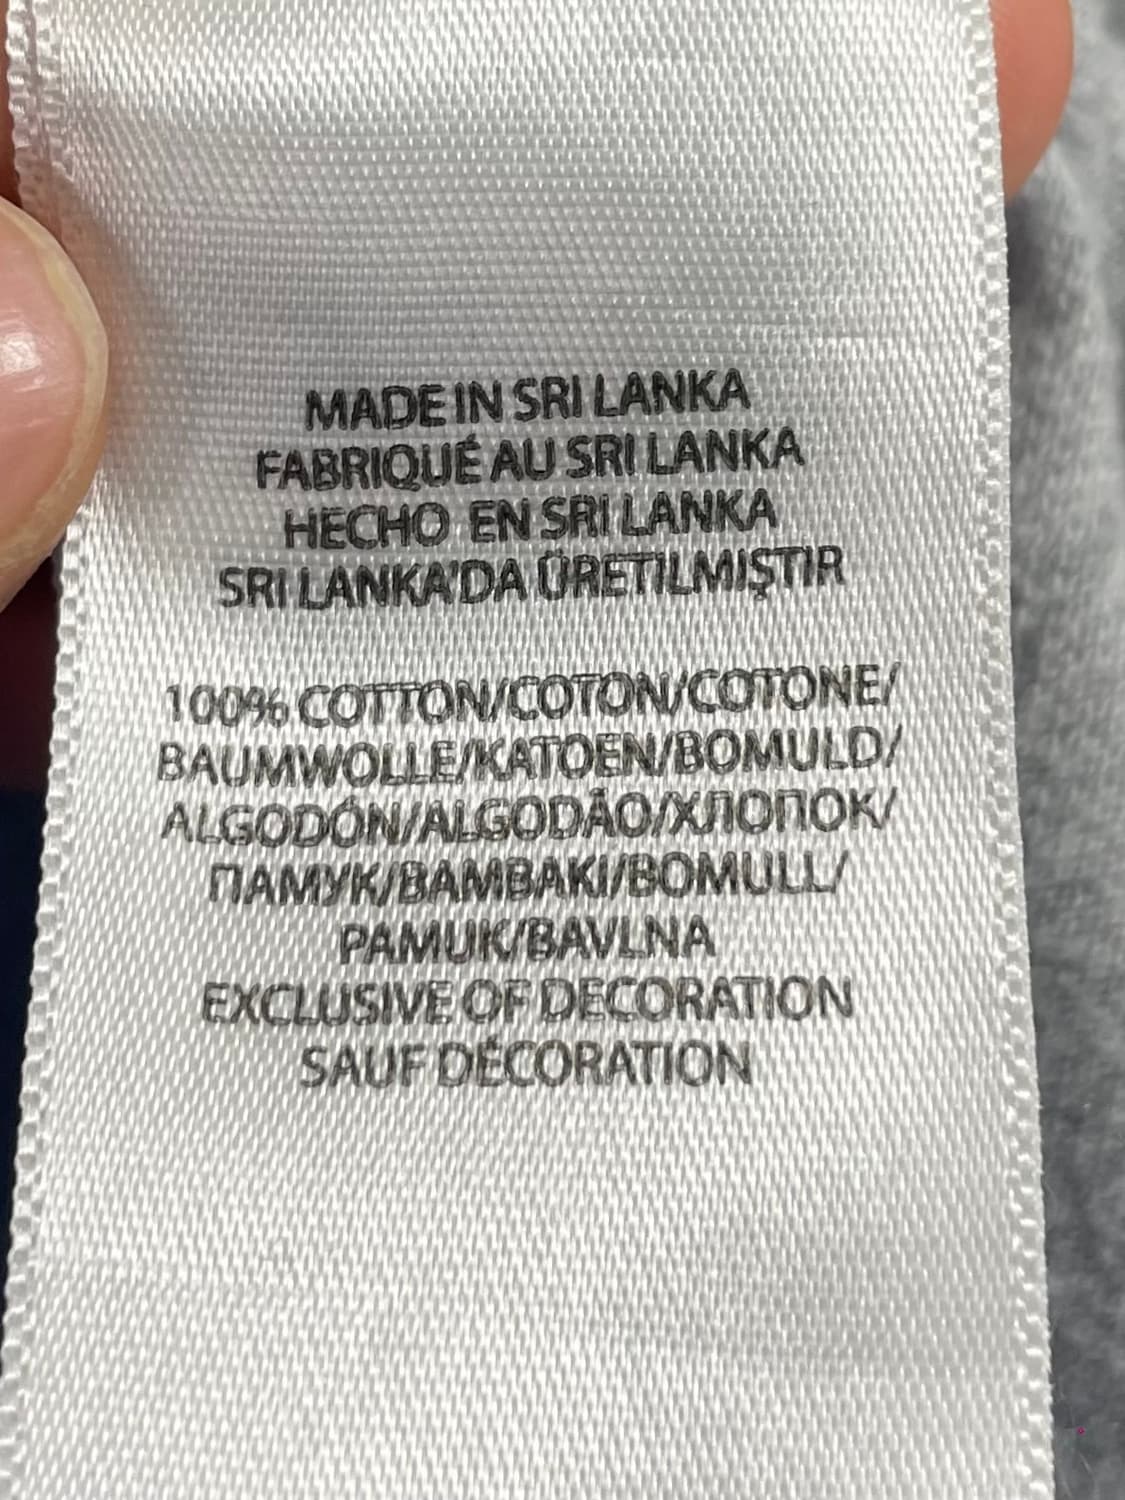 MADE IN SRI LANKA
FABRIQUÉ AU SRI LANKA
HECHO EN SRI LANKA
SRI LANKA'DA ÜRETILMIŞTIR
100% COTTON/COTON/COTONE/
BAUMWOLLE/KATOEN/BOMULD/
ALGODÓN/ALGODÃO/ХЛОПОК/
ПАМУК/ΒΑΜΒΑΚΙ/BOMULL/
PAMUK/BAVLNA
EXCLUSIVE OF DECORATION
SAUF DÉCORATION